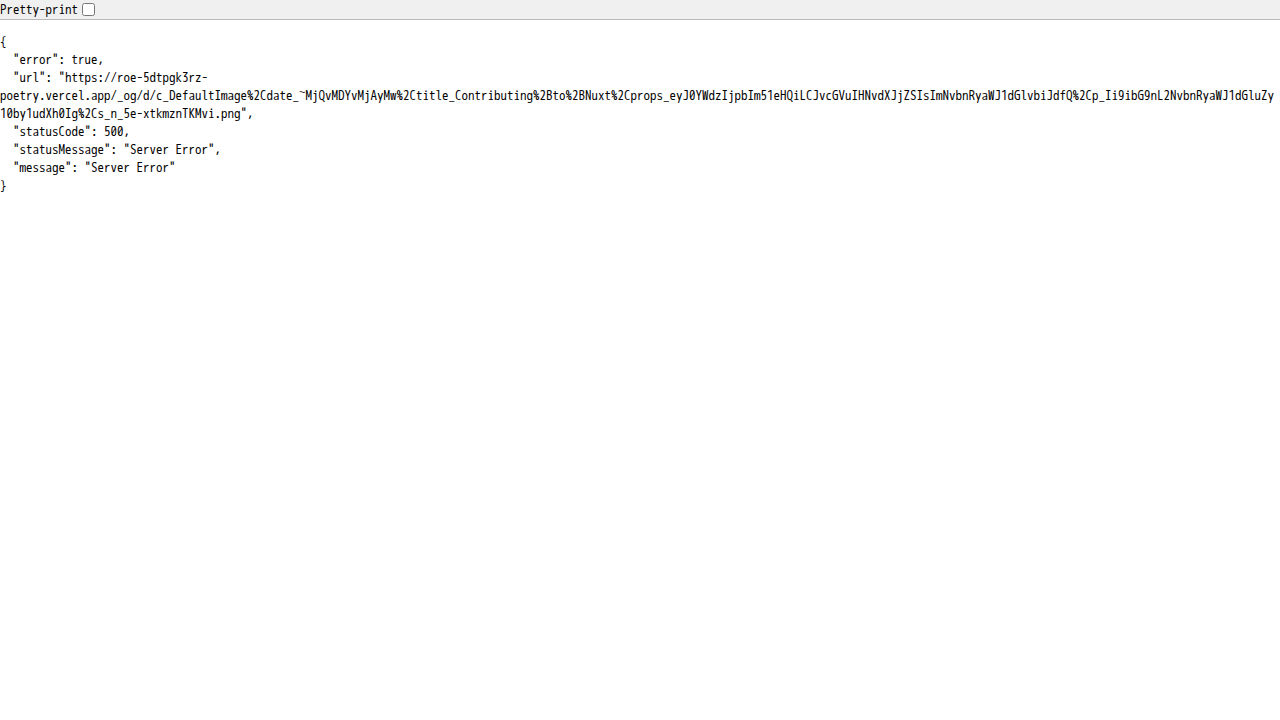 Pretty-print
{
  "error": true,
  "url": "https://roe-5dtpgk3rz-
poetry.vercel.app/_og/d/c_DefaultImage%2Cdate_~MjQvMDYvMjAyMw%2Ctitle_Contributing%2Bto%2BNuxt%2Cprops_eyJ0YWdzIjpbIm51eHQiLCJvcGVuIHNvdXJjZSIsImNvbnRyaWJ1dGlvbiJdfQ%2Cp_Ii9ibG9nL2NvbnRyaWJ1dGluZy
10by1udXh0Ig%2Cs_n_5e-xtkmznTKMvi.png",
  "statusCode": 500,
  "statusMessage": "Server Error",
  "message": "Server Error"
}